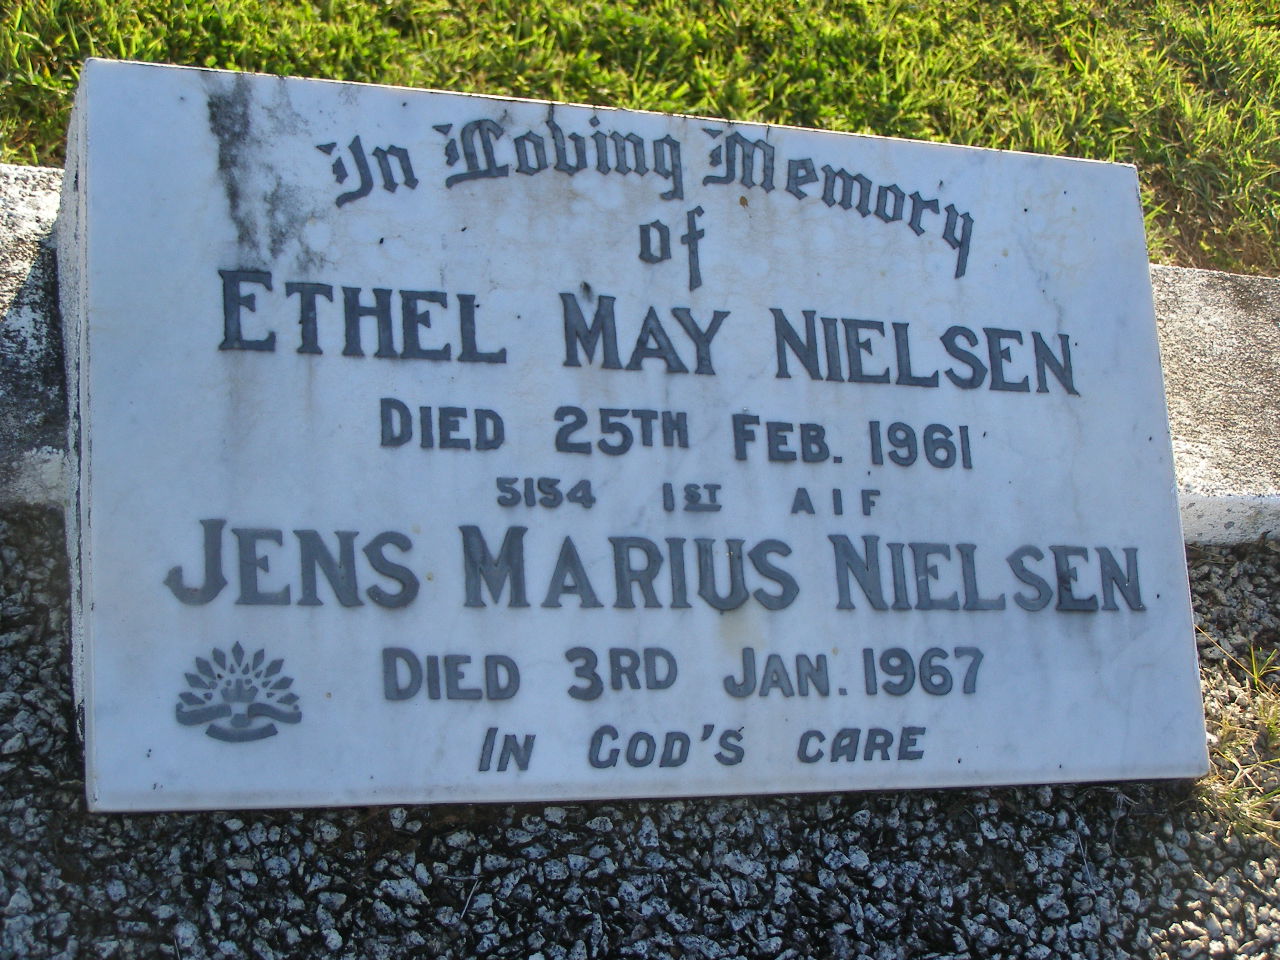 In Loving Memory
of
ETHEL MAY NIELSEN
DIED 25TH FEB. 1961
5154 1ST A I F
JENS MARIUS NIELSEN
DIED 3RD JAN. 1967
IN GOD'S CARE